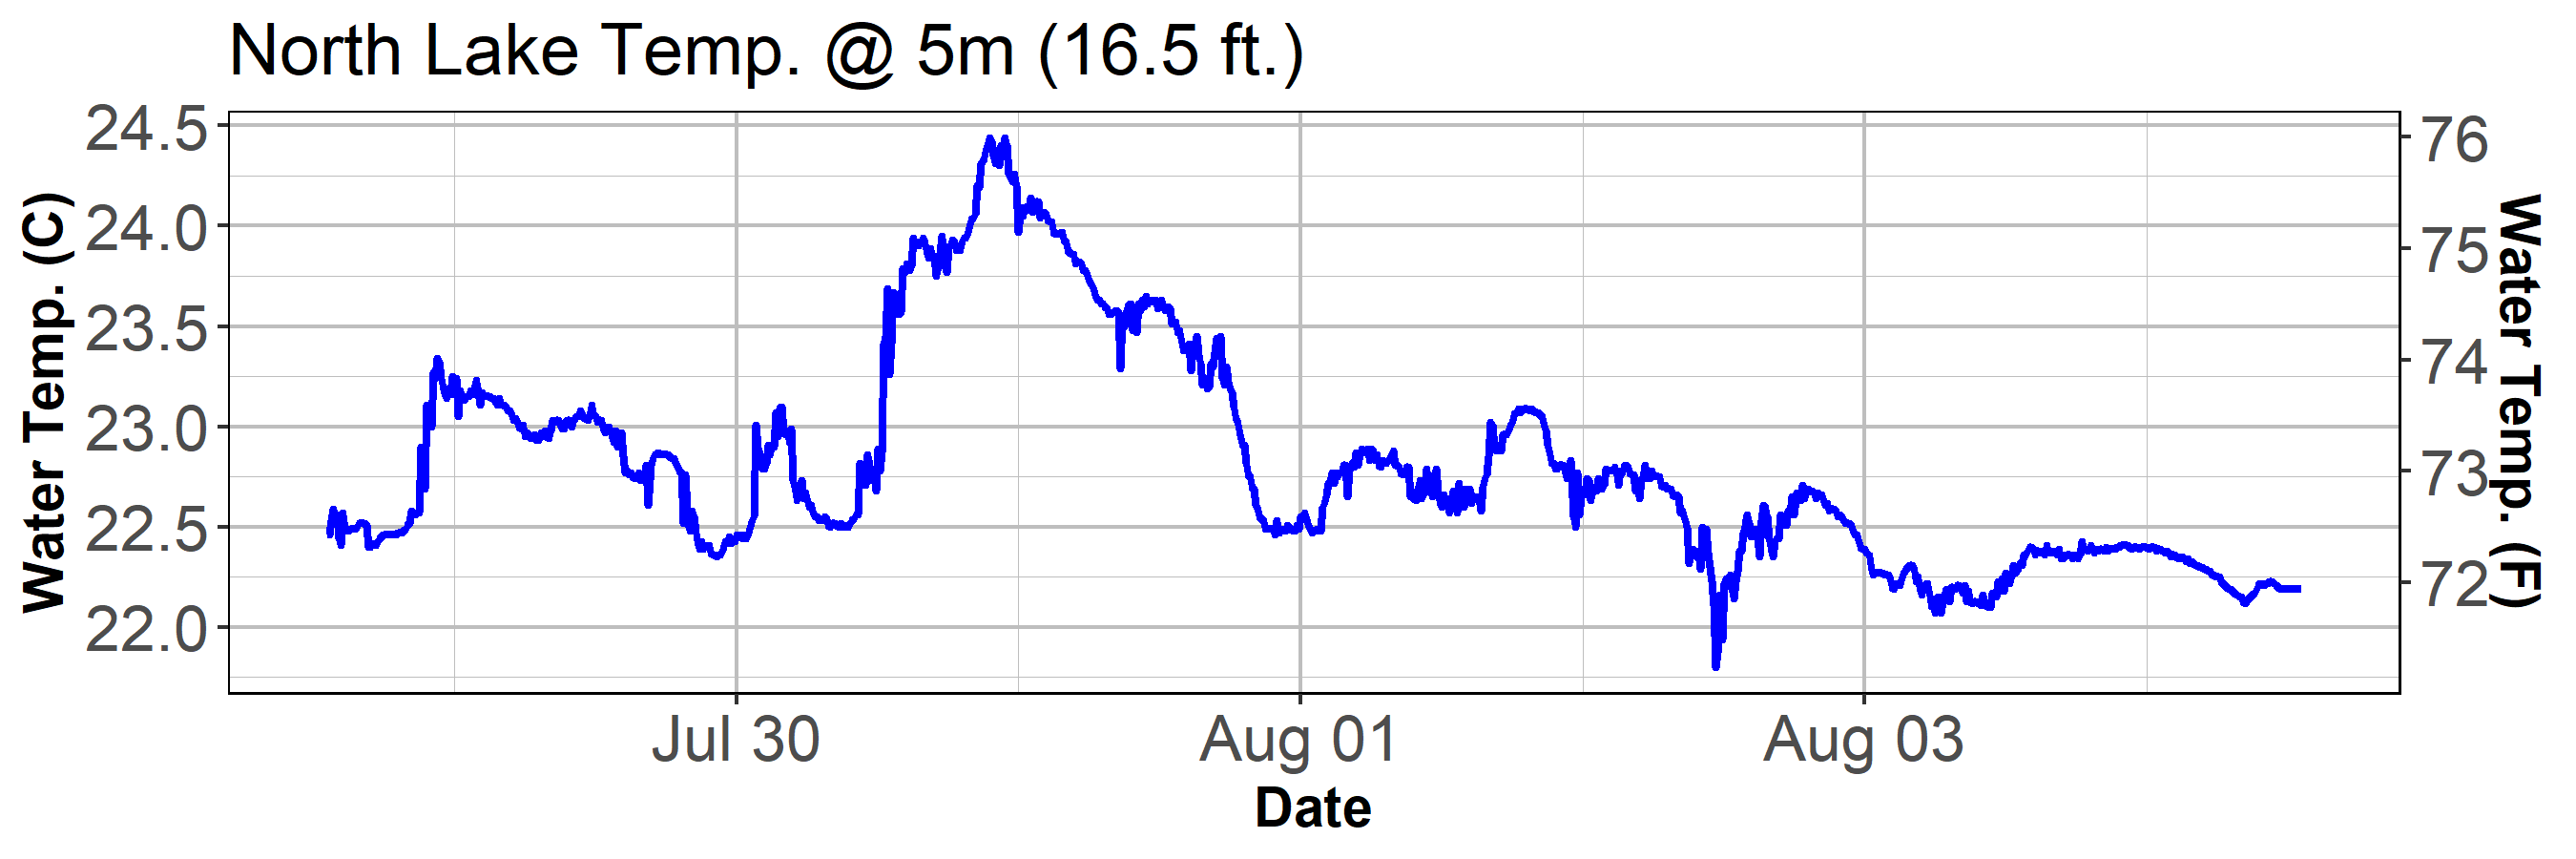 North Lake Temp. @ 5m (16.5 ft.)
24.5
24.0
23.5
23.0
22.5
22.0
Water Temp. (C)
76
75
74
73
72
Water Temp. (F)
Jul 30
Aug 01
Aug 03
Date